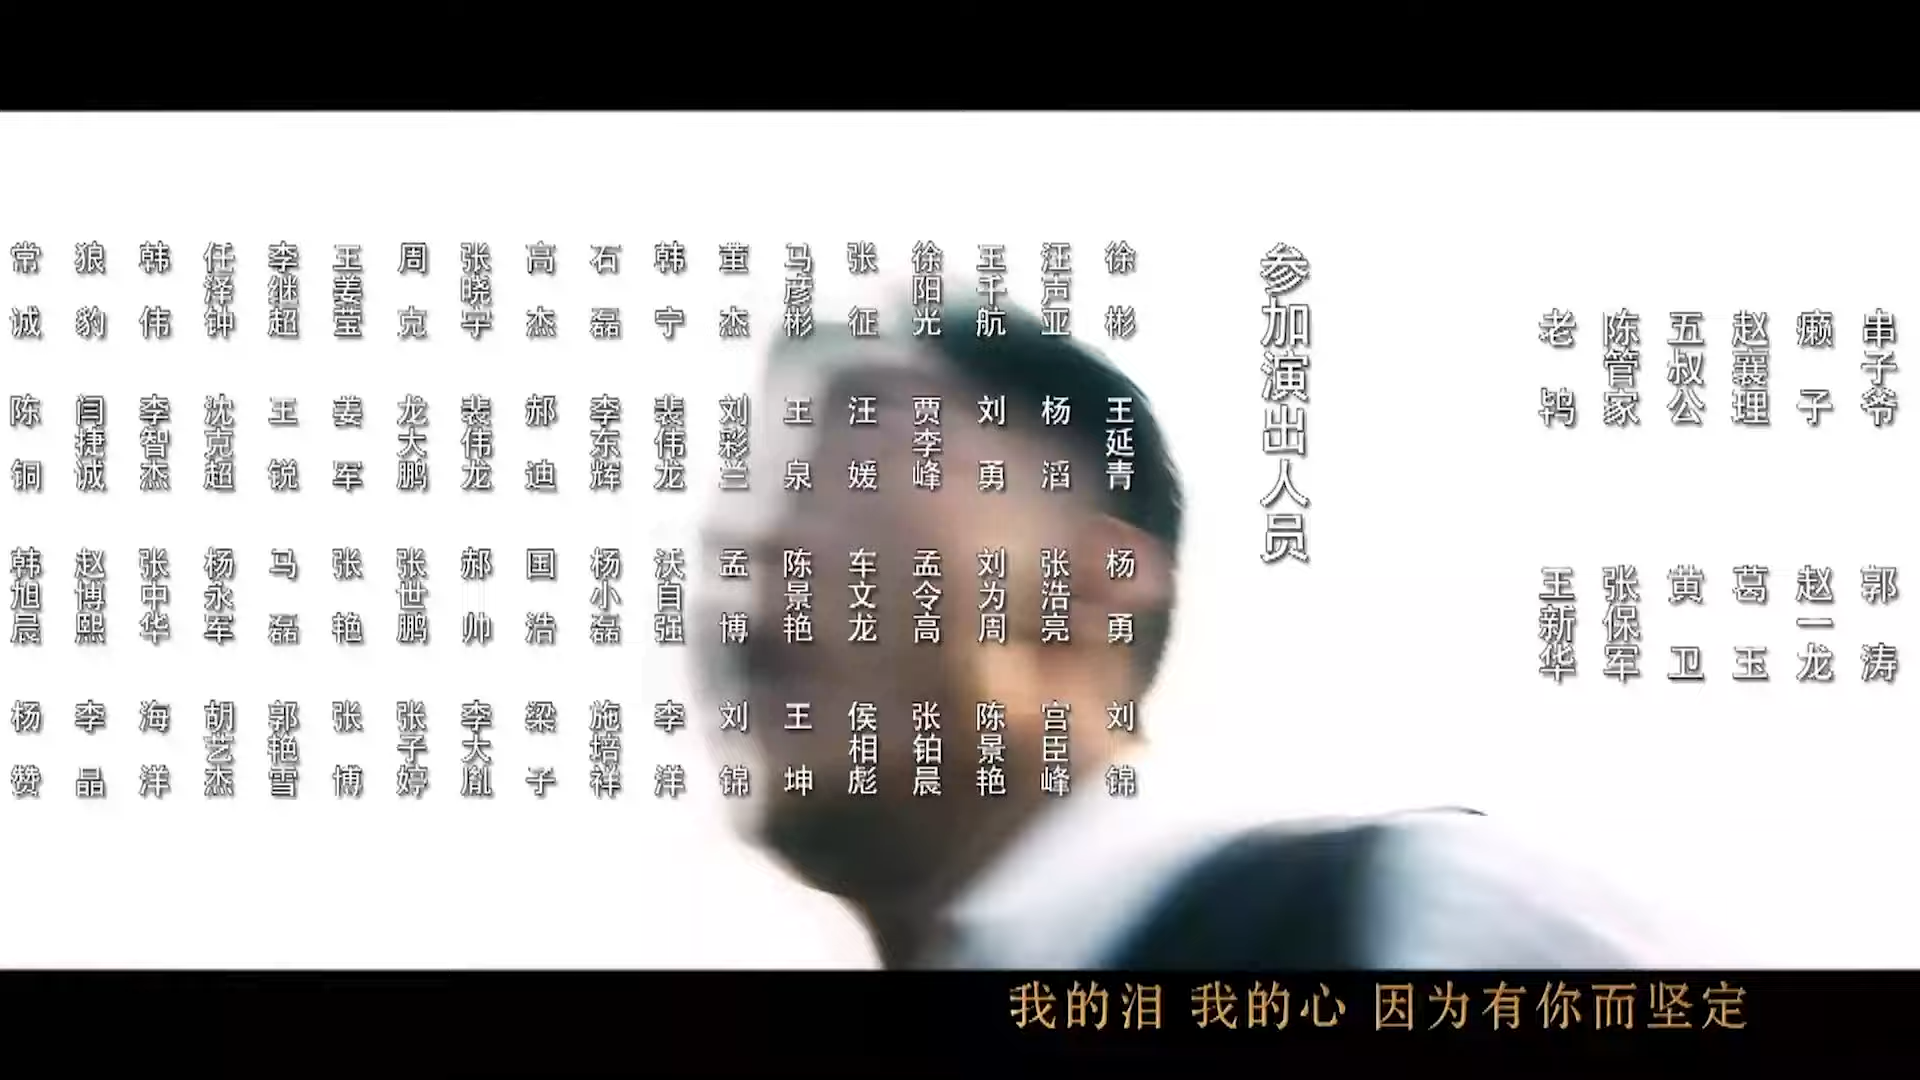 串子爷 郭涛
癞子 赵一龙
赵襄理 葛玉
五叔公 黄卫
陈管家 张保军
老鸨 王新华
参加演出人员
徐彬 王延青 杨勇 刘锦
汪声亚 杨滔 张浩亮 宫臣峰
王千航 刘勇 刘为周 陈景艳
徐阳光 贾李峰 孟令高 张铂晨
张征 汪媛 车文龙 侯相彪
马彦彬 王泉 陈景艳 王坤
董杰 刘彩兰 孟博 刘锦
韩宁 裴伟龙 沃自强 李洋
石磊 李东辉 杨小磊 施培祥
高杰 郝迪 国浩 梁子
张晓宇 裴伟龙 郝帅 李大胤
周克 龙大鹏 张世鹏 张子婷
王姜莹 姜军 张艳 张博
李继超 王锐 马磊 郭艳雪
任泽钟 沈克超 杨永军 胡艺杰
韩伟 李智杰 张中华 海洋
狼豹 闫捷诚 赵博熙 李晶
常诚 陈铜 韩旭晨 杨赞
我的泪 我的心 因为有你而坚定